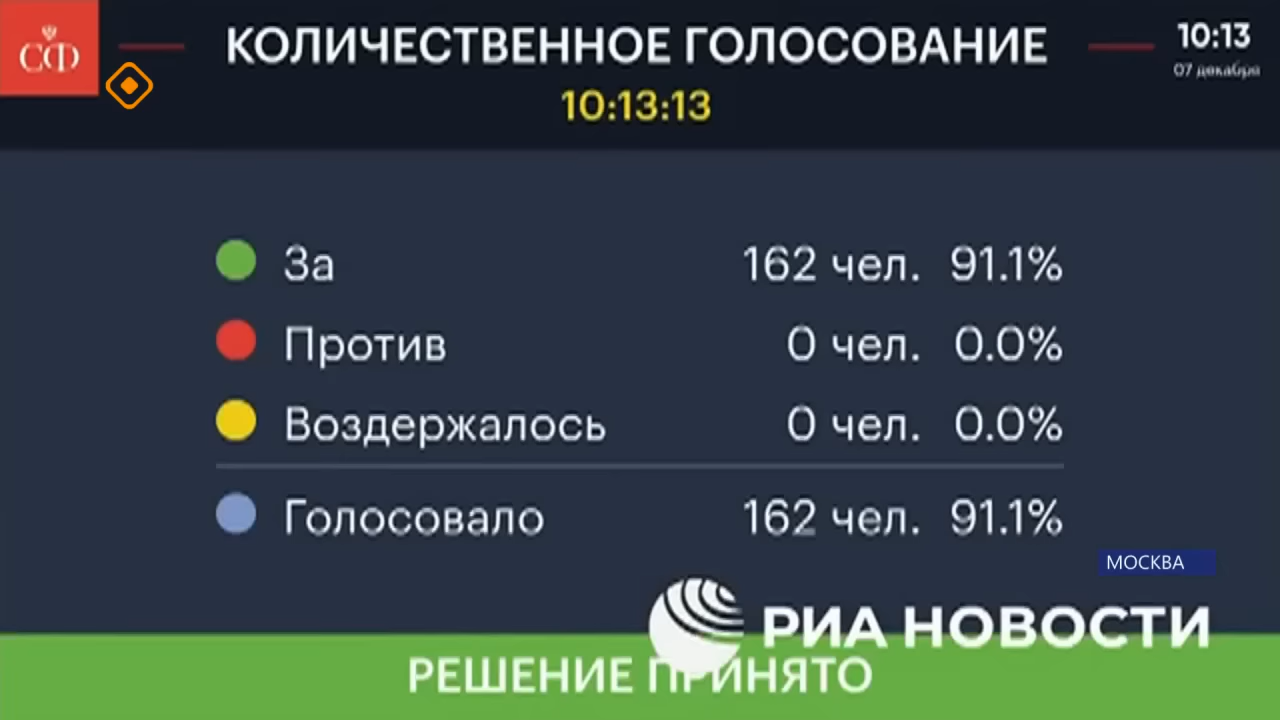 СФ
КОЛИЧЕСТВЕННОЕ ГОЛОСОВАНИЕ
10:13
07 декабря
10:13:13
За 162 чел. 91.1%
Против 0 чел. 0.0%
Воздержалось 0 чел. 0.0%
Голосовало 162 чел. 91.1%
МОСКВА
РИА НОВОСТИ
РЕШЕНИЕ ПРИНЯТО